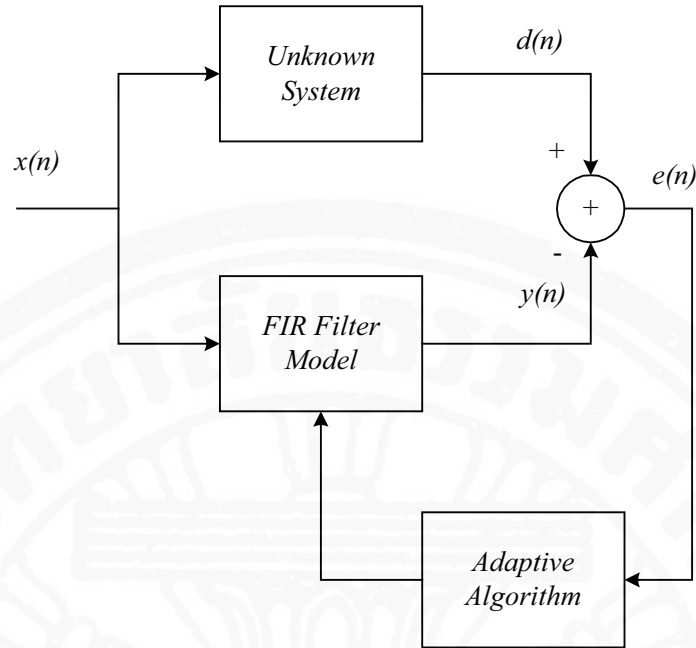 Unknown
System
d(n)
x(n)
+
+
e(n)
-
y(n)
FIR Filter
Model
Adaptive
Algorithm